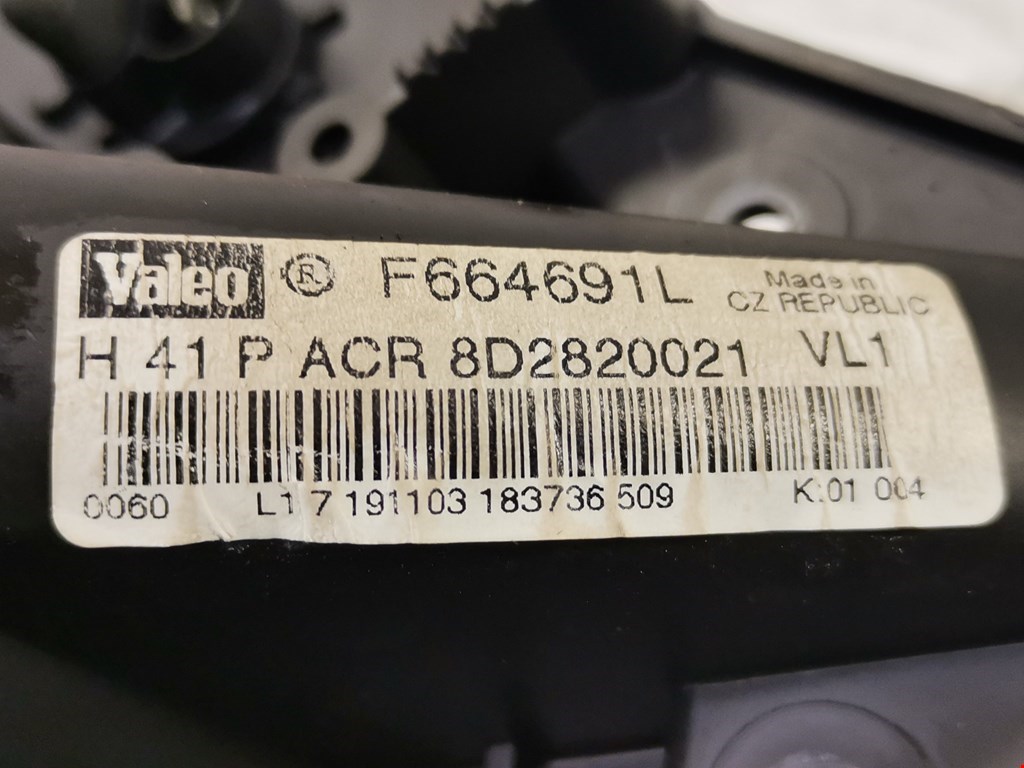 Valeo ® F664691L Made in
CZ REPUBLIC
H 41 P ACR 8D2820021 VL1
0060 L1 7 191103 183736 509 K:01 004